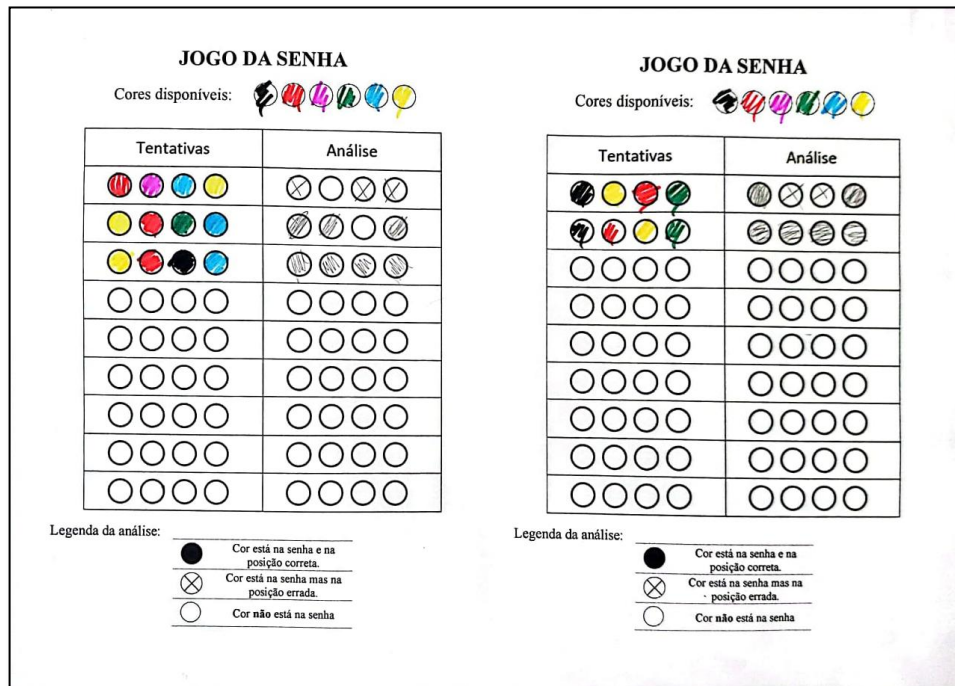 JOGO DA SENHA
Cores disponíveis:
Tentativas
Análise
Legenda da análise:
Cor está na senha e na
posição correta.
Cor está na senha mas na
posição errada.
Cor não está na senha
JOGO DA SENHA
Cores disponíveis:
Tentativas
Análise
Legenda da análise:
Cor está na senha e na
posição correta.
Cor está na senha mas na
posição errada.
Cor não está na senha